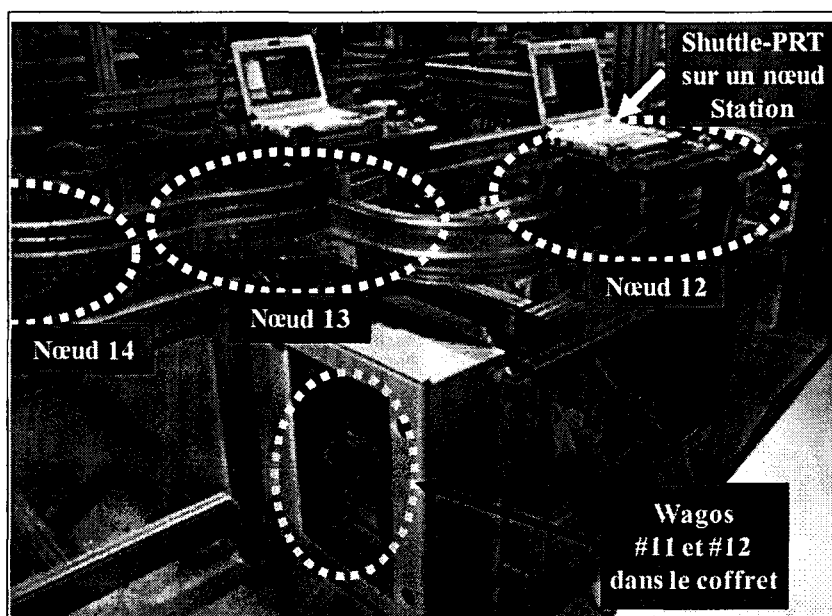 Shuttle-PRT
sur un nœud
Station
Nœud 12
Nœud 13
Nœud 14
Wagos
#11 et #12
dans le coffret